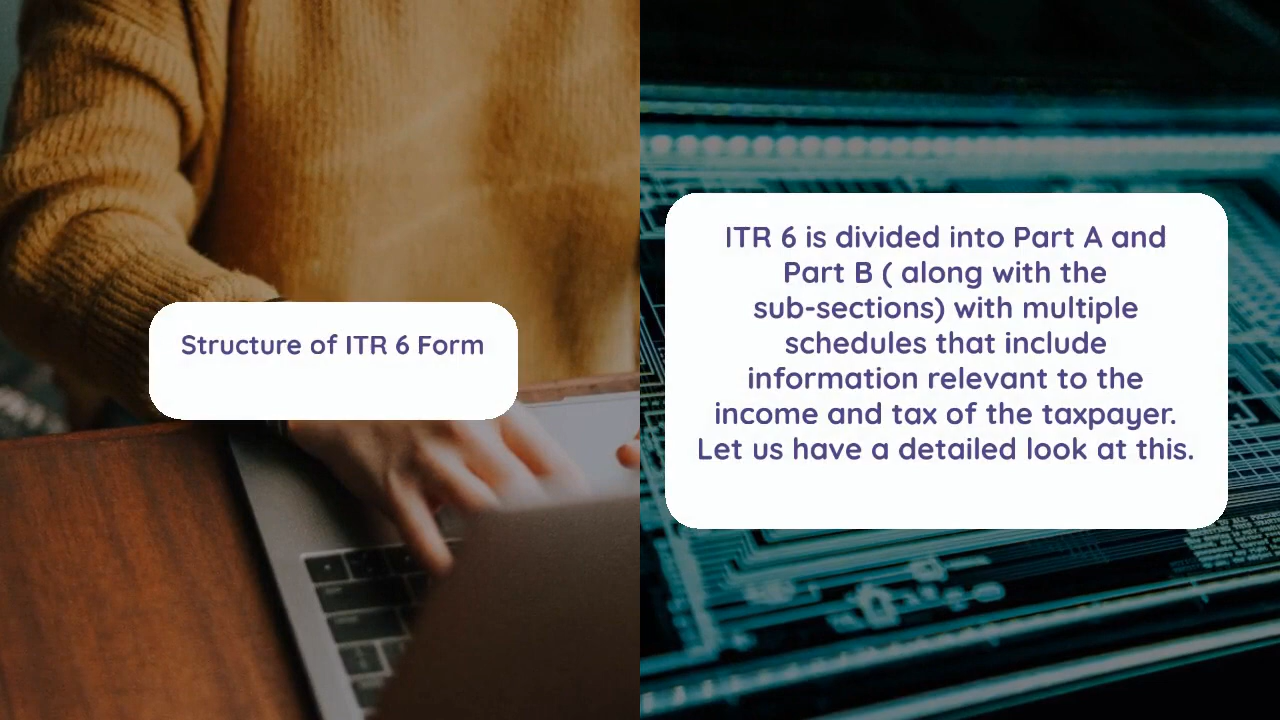 Structure of ITR 6 Form
ITR 6 is divided into Part A and
Part B ( along with the
sub-sections) with multiple
schedules that include
information relevant to the
income and tax of the taxpayer.
Let us have a detailed look at this.